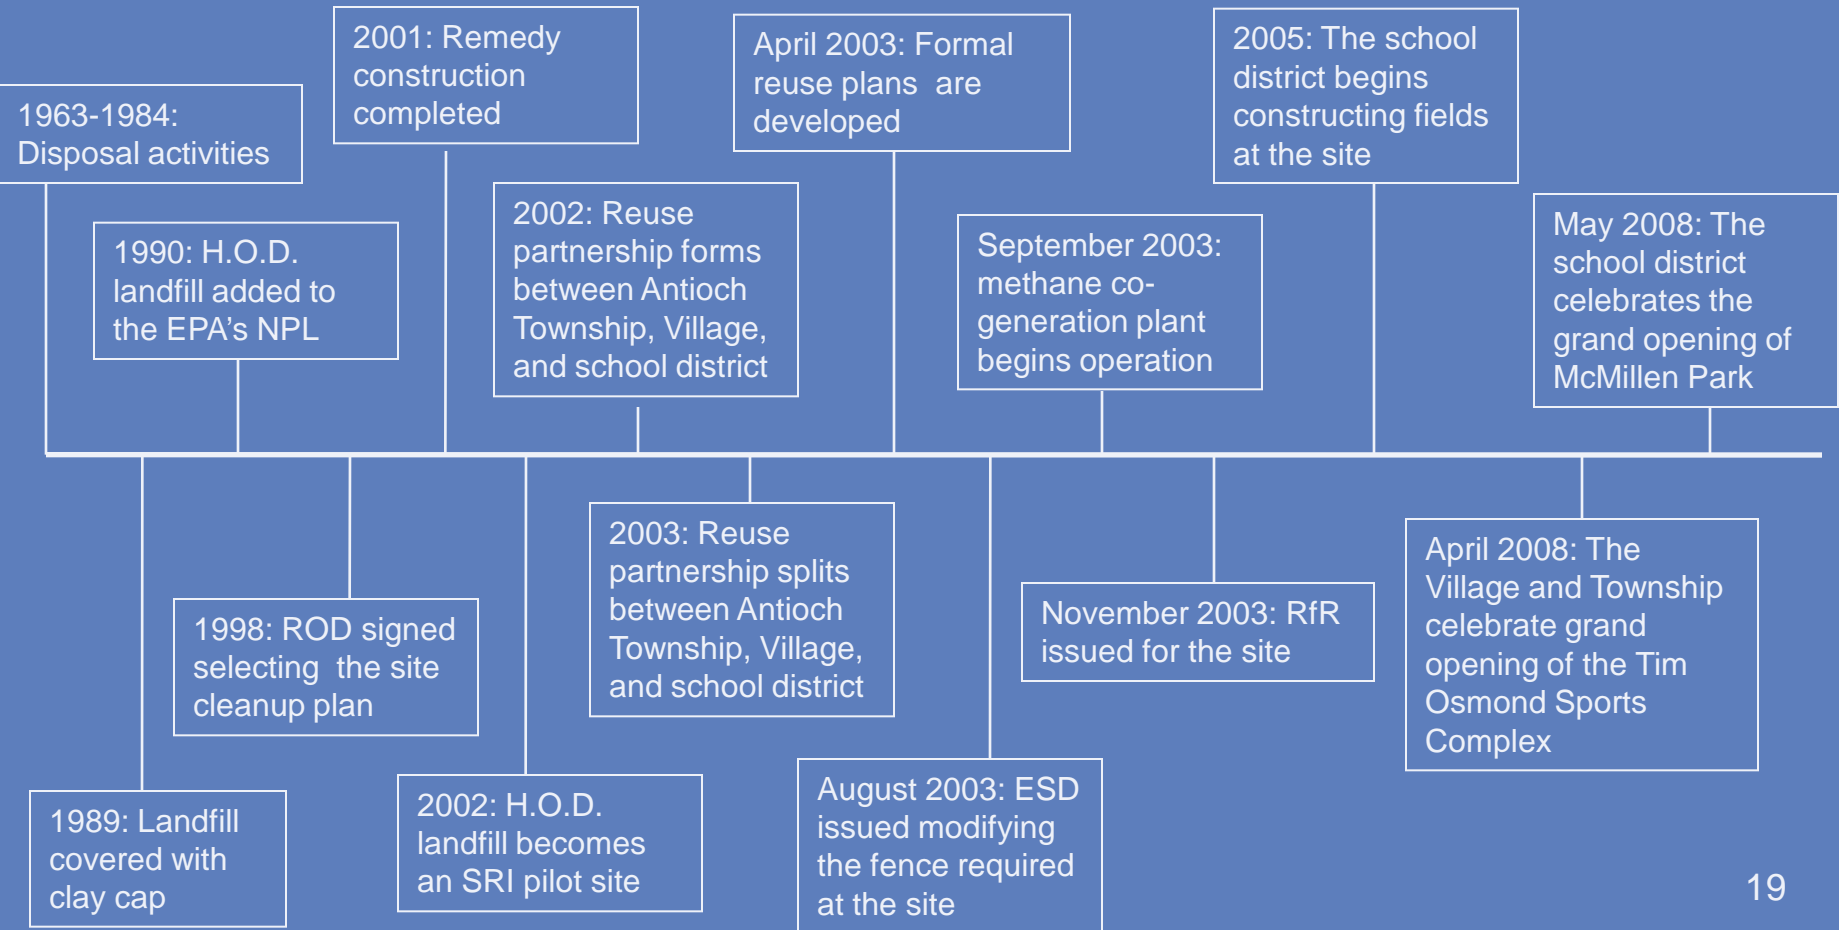 1963-1984:
Disposal activities
1989: Landfill
covered with
clay cap
1990: H.O.D.
landfill added to
the EPA's NPL
1998: ROD signed
selecting the site
cleanup plan
2001: Remedy
construction
completed
2002: H.O.D.
landfill becomes
an SRI pilot site
2002: Reuse
partnership forms
between Antioch
Township, Village,
and school district
2003: Reuse
partnership splits
between Antioch
Township, Village,
and school district
April 2003: Formal
reuse plans are
developed
August 2003: ESD
issued modifying
the fence required
at the site
September 2003:
methane co-
generation plant
begins operation
November 2003: RfR
issued for the site
2005: The school
district begins
constructing fields
at the site
April 2008: The
Village and Township
celebrate grand
opening of the Tim
Osmond Sports
Complex
May 2008: The
school district
celebrates the
grand opening of
McMillen Park
19